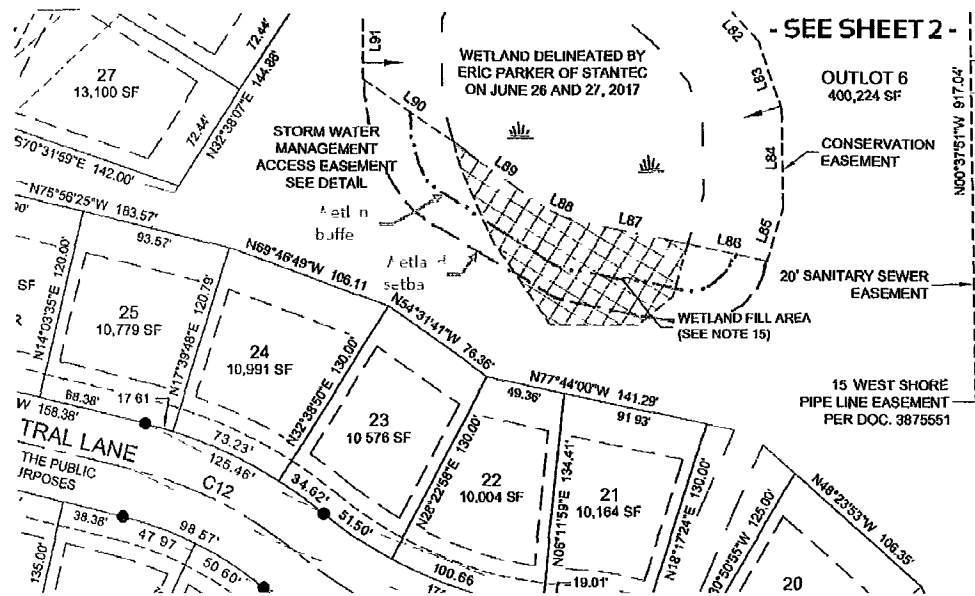 - SEE SHEET 2 -
L82
L83
L84
L85
L86
L87
L88
L89
L90
L91
WETLAND DELINEATED BY
ERIC PARKER OF STANTEC
ON JUNE 26 AND 27, 2017
OUTLOT 6
400,224 SF
CONSERVATION
EASEMENT
N00°37'51"W 917.04'
20' SANITARY SEWER
EASEMENT
15 WEST SHORE
PIPE LINE EASEMENT
PER DOC. 3875551
STORM WATER
MANAGEMENT
ACCESS EASEMENT
SEE DETAIL
WETLAND FILL AREA
(SEE NOTE 15)
27
13,100 SF
72.44'
72.44'
N32°38'07"E 144.88'
S70°31'59"E 142.00'
N75°56'25"W 183.57'
93.57'
N69°46'49"W 106.11
N54°31'41"W 76.36'
N77°44'00"W 141.29'
49.36'
91 93'
N14°03'35"E 120.00'
SF
25
10,779 SF
N17°39'48"E 120.79'
24
10,991 SF
N32°38'50"E 130.00'
23
10 576 SF
N28°22'58"E 130.00'
22
10,004 SF
N06°11'59"E 134.41'
21
10,164 SF
N18°17'24"E 130.00'
30°50'55"W 125.00'
N48°23'53"W 106.35'
20
68.38'
17 61
W 158.38'
73.23'
125.46'
C12
34.62'
51.50'
100.66
19.01'
TRAL LANE
THE PUBLIC
URPOSES
38.38'
47 97
98 57'
50 60'
135.00'